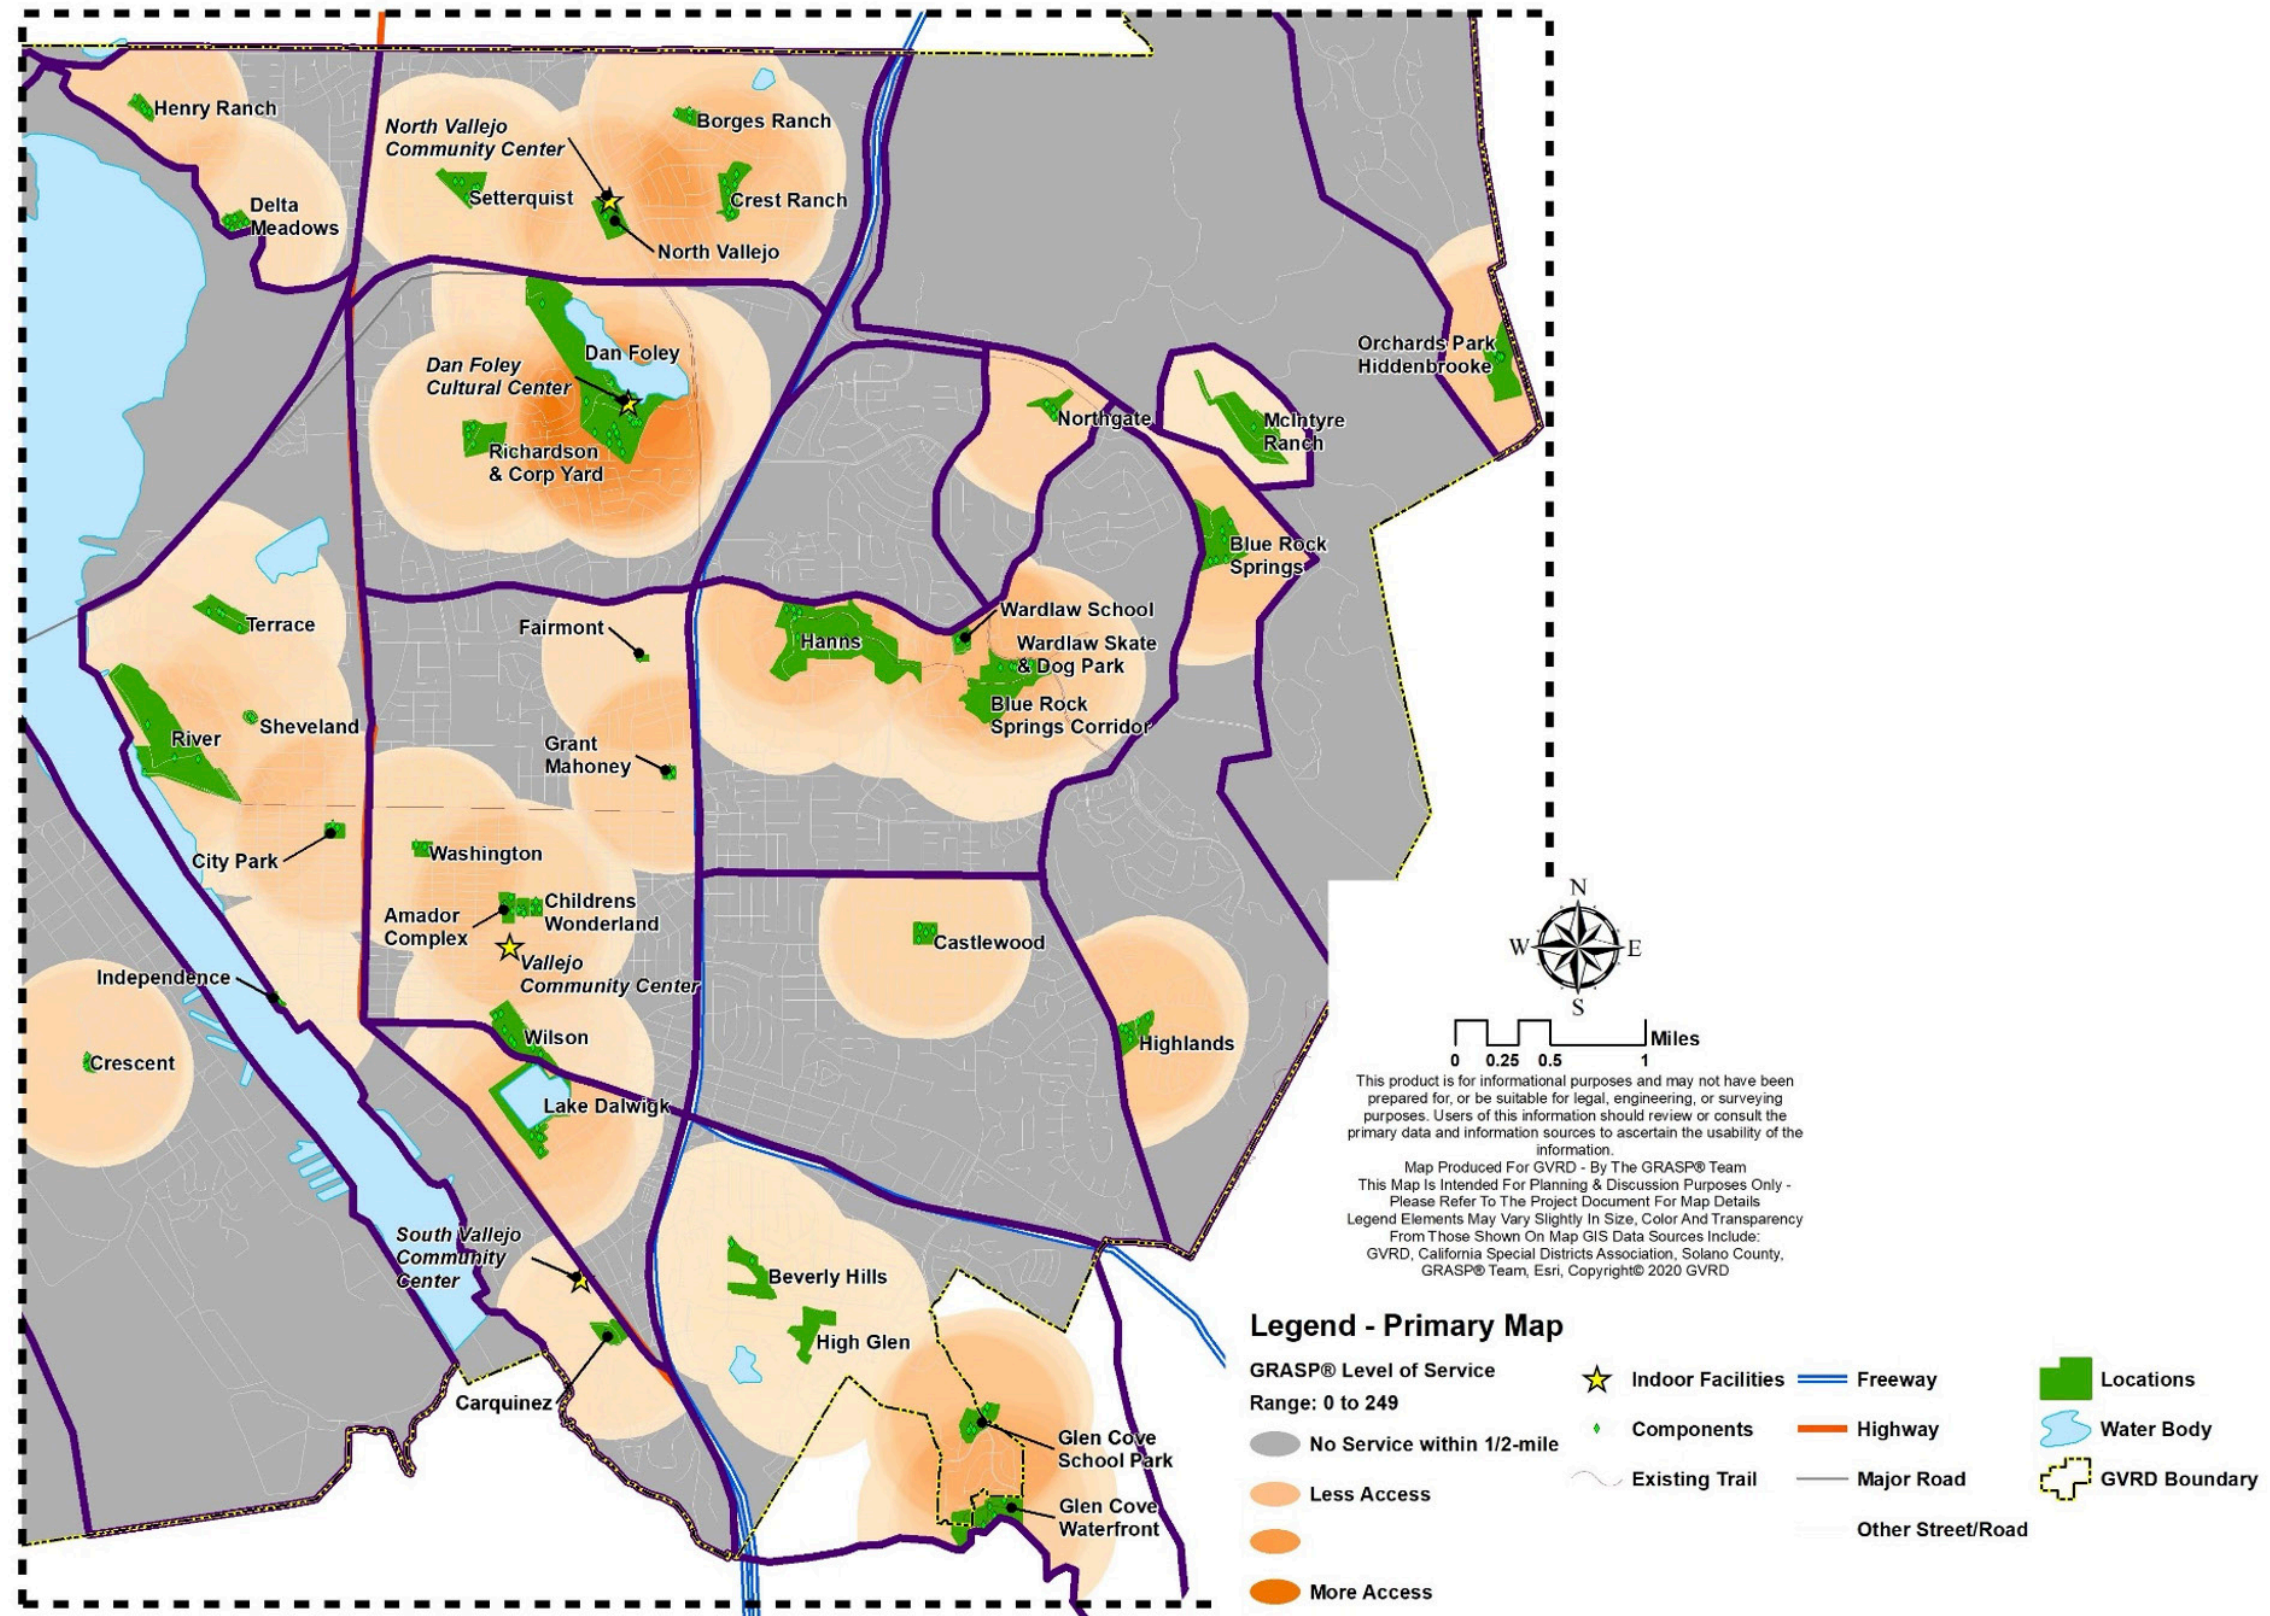 Henry Ranch
North Vallejo
Community Center
Borges Ranch
Setterquist
Crest Ranch
Delta
Meadows
North Vallejo
Dan Foley
Dan Foley
Cultural Center
Orchards Park
Hiddenbrooke
Northgate
McIntyre
Ranch
Richardson
& Corp Yard
Blue Rock
Springs
Terrace
Fairmont
Wardlaw School
Hanns
Wardlaw Skate
& Dog Park
Blue Rock
Springs Corridor
Sheveland
River
Grant
Mahoney
City Park
Washington
Childrens
Wonderland
Amador
Complex
Castlewood
Vallejo
Community Center
Independence
Wilson
Crescent
Highlands
Lake Dalwigk
South Vallejo
Community
Center
Beverly Hills
High Glen
Carquinez
Glen Cove
School Park
Glen Cove
Waterfront
N
W
E
S
Miles
0 0.25 0.5 1
This product is for informational purposes and may not have been
prepared for, or be suitable for legal, engineering, or surveying
purposes. Users of this information should review or consult the
primary data and information sources to ascertain the usability of the
information.
Map Produced For GVRD - By The GRASP® Team
This Map Is Intended For Planning & Discussion Purposes Only -
Please Refer To The Project Document For Map Details
Legend Elements May Vary Slightly In Size, Color And Transparency
From Those Shown On Map GIS Data Sources Include:
GVRD, California Special Districts Association, Solano County,
GRASP® Team, Esri, Copyright© 2020 GVRD
Legend - Primary Map
GRASP® Level of Service
Range: 0 to 249
No Service within 1/2-mile
Less Access
More Access
Indoor Facilities
Components
Existing Trail
Freeway
Highway
Major Road
Other Street/Road
Locations
Water Body
GVRD Boundary